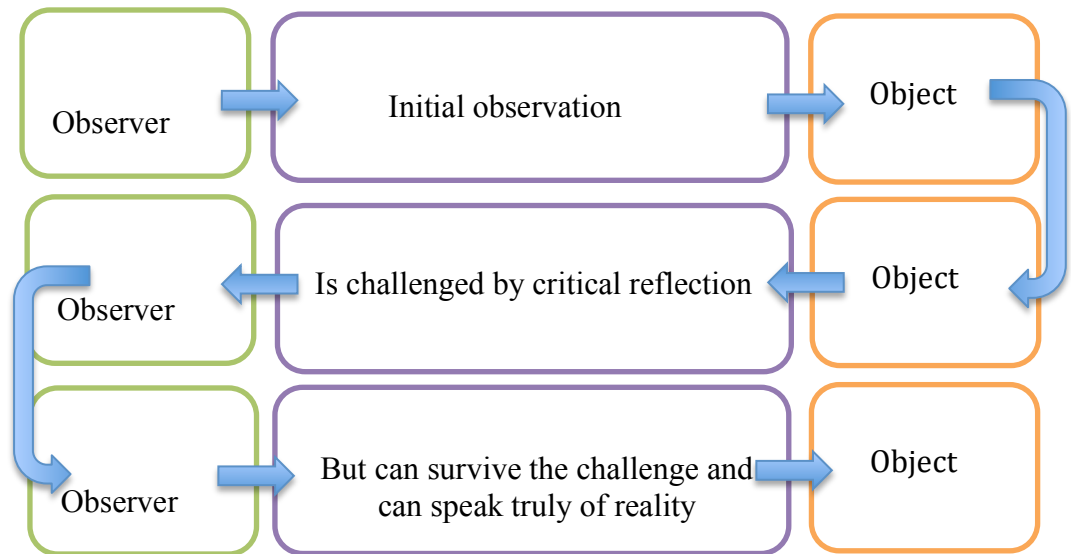 Observer
Initial observation
Object
Observer
Is challenged by critical reflection
Object
Observer
But can survive the challenge and
can speak truly of reality
Object